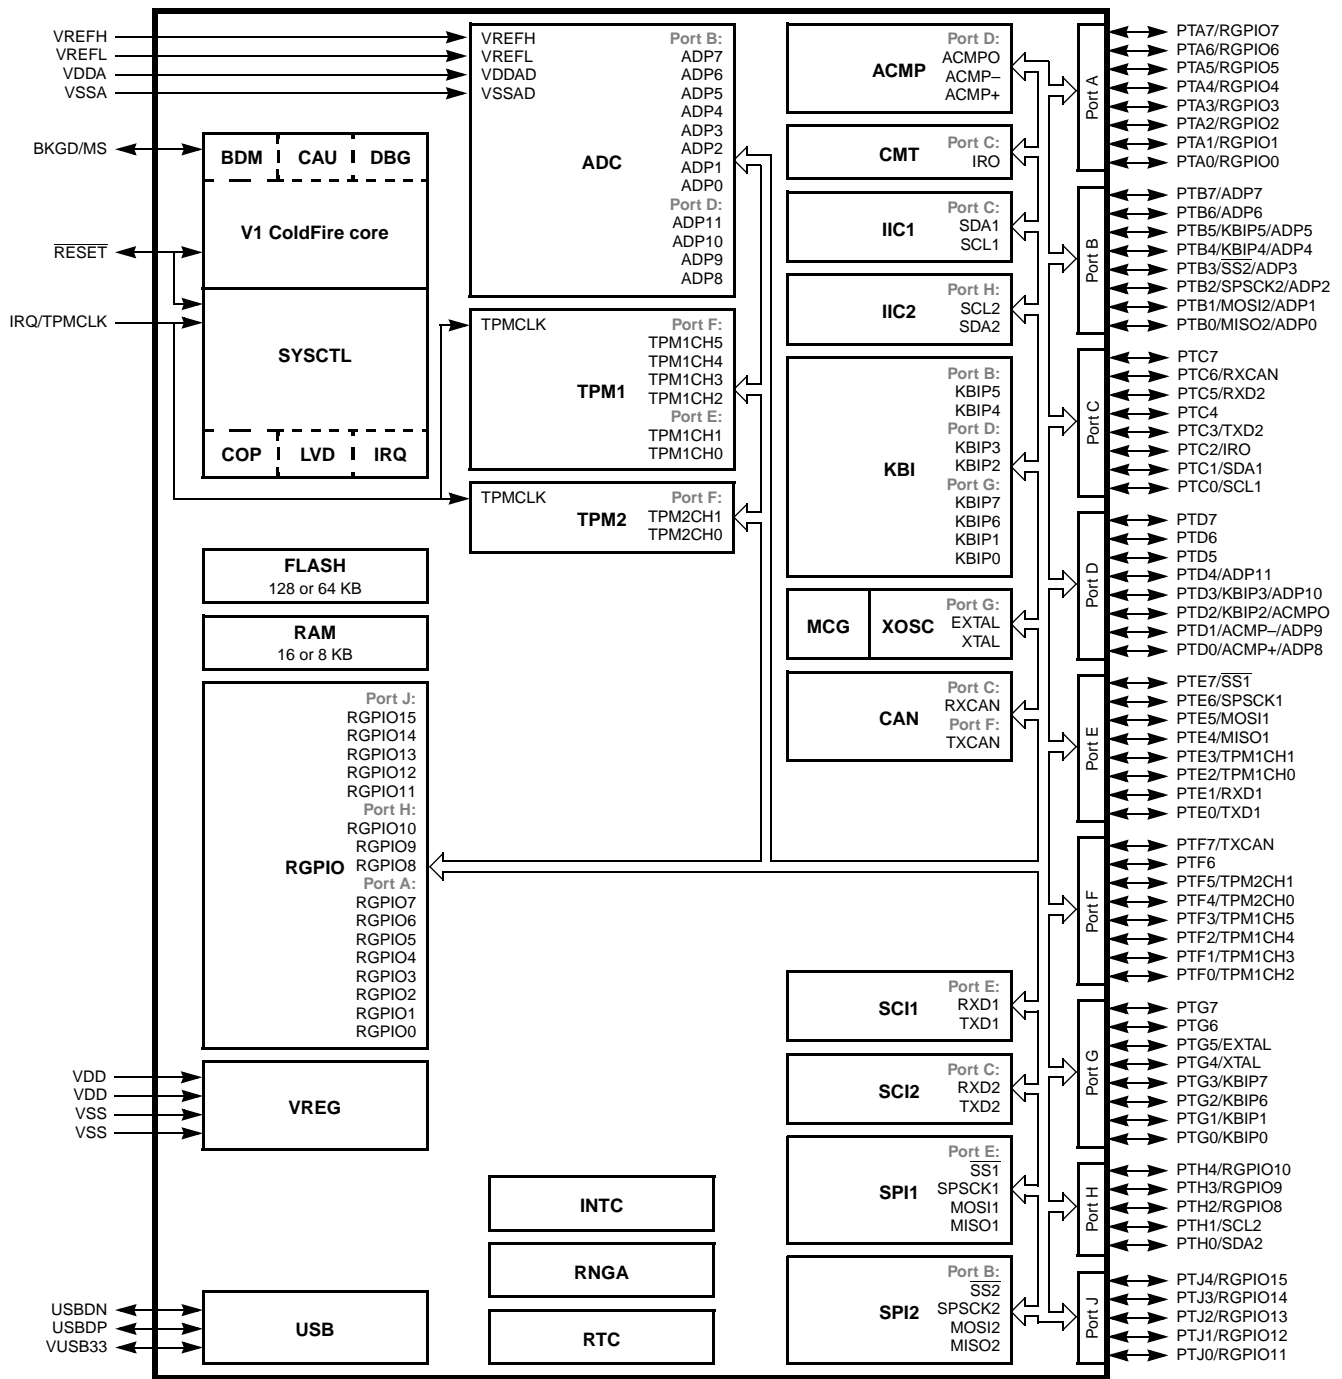 VREFH
VREFL
VDDA
VSSA
BKGD/MS
RESET
IRQ/TPMCLK
VDD
VDD
VSS
VSS
USBDN
USBDP
VUSB33
BDM
CAU
DBG
V1 ColdFire core
SYSCTL
COP
LVD
IRQ
FLASH
128 or 64 KB
RAM
16 or 8 KB
RGPIO
Port J:
RGPIO15
RGPIO14
RGPIO13
RGPIO12
RGPIO11
Port H:
RGPIO10
RGPIO9
RGPIO8
Port A:
RGPIO7
RGPIO6
RGPIO5
RGPIO4
RGPIO3
RGPIO2
RGPIO1
RGPIO0
VREG
USB
VREFH
VREFL
VDDAD
VSSAD
ADC
Port B:
ADP7
ADP6
ADP5
ADP4
ADP3
ADP2
ADP1
ADP0
Port D:
ADP11
ADP10
ADP9
ADP8
TPMCLK
TPM1
Port F:
TPM1CH5
TPM1CH4
TPM1CH3
TPM1CH2
Port E:
TPM1CH1
TPM1CH0
TPMCLK
TPM2
Port F:
TPM2CH1
TPM2CH0
INTC
RNGA
RTC
ACMP
Port D:
ACMPO
ACMP–
ACMP+
CMT
Port C:
IRO
IIC1
Port C:
SDA1
SCL1
IIC2
Port H:
SCL2
SDA2
KBI
Port B:
KBIP5
KBIP4
Port D:
KBIP3
KBIP2
Port G:
KBIP7
KBIP6
KBIP1
KBIP0
MCG
XOSC
Port G:
EXTAL
XTAL
CAN
Port C:
RXCAN
Port F:
TXCAN
SCI1
Port E:
RXD1
TXD1
SCI2
Port C:
RXD2
TXD2
SPI1
Port E:
SS1
SPSCK1
MOSI1
MISO1
SPI2
Port B:
SS2
SPSCK2
MOSI2
MISO2
Port A
PTA7/RGPIO7
PTA6/RGPIO6
PTA5/RGPIO5
PTA4/RGPIO4
PTA3/RGPIO3
PTA2/RGPIO2
PTA1/RGPIO1
PTA0/RGPIO0
Port B
PTB7/ADP7
PTB6/ADP6
PTB5/KBIP5/ADP5
PTB4/KBIP4/ADP4
PTB3/SS2/ADP3
PTB2/SPSCK2/ADP2
PTB1/MOSI2/ADP1
PTB0/MISO2/ADP0
Port C
PTC7
PTC6/RXCAN
PTC5/RXD2
PTC4
PTC3/TXD2
PTC2/IRO
PTC1/SDA1
PTC0/SCL1
Port D
PTD7
PTD6
PTD5
PTD4/ADP11
PTD3/KBIP3/ADP10
PTD2/KBIP2/ACMPO
PTD1/ACMP–/ADP9
PTD0/ACMP+/ADP8
Port E
PTE7/SS1
PTE6/SPSCK1
PTE5/MOSI1
PTE4/MISO1
PTE3/TPM1CH1
PTE2/TPM1CH0
PTE1/RXD1
PTE0/TXD1
Port F
PTF7/TXCAN
PTF6
PTF5/TPM2CH1
PTF4/TPM2CH0
PTF3/TPM1CH5
PTF2/TPM1CH4
PTF1/TPM1CH3
PTF0/TPM1CH2
Port G
PTG7
PTG6
PTG5/EXTAL
PTG4/XTAL
PTG3/KBIP7
PTG2/KBIP6
PTG1/KBIP1
PTG0/KBIP0
Port H
PTH4/RGPIO10
PTH3/RGPIO9
PTH2/RGPIO8
PTH1/SCL2
PTH0/SDA2
Port J
PTJ4/RGPIO15
PTJ3/RGPIO14
PTJ2/RGPIO13
PTJ1/RGPIO12
PTJ0/RGPIO11